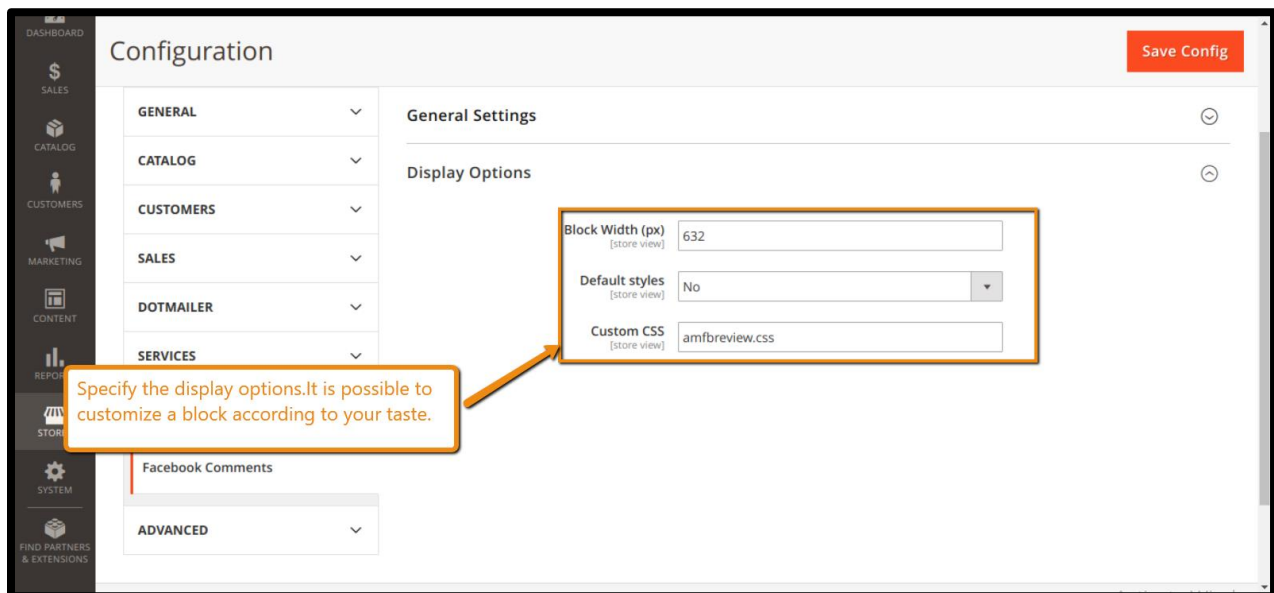 DASHBOARD
SALES
CATALOG
CUSTOMERS
MARKETING
CONTENT
SYSTEM
FIND PARTNERS
& EXTENSIONS
Configuration
Save Config
GENERAL
CATALOG
CUSTOMERS
SALES
DOTMAILER
SERVICES
Facebook Comments
ADVANCED
General Settings
Display Options
Block Width (px)
[store view]
632
Default styles
[store view]
No
Custom CSS
[store view]
amfbreview.css
Specify the display options.It is possible to
customize a block according to your taste.